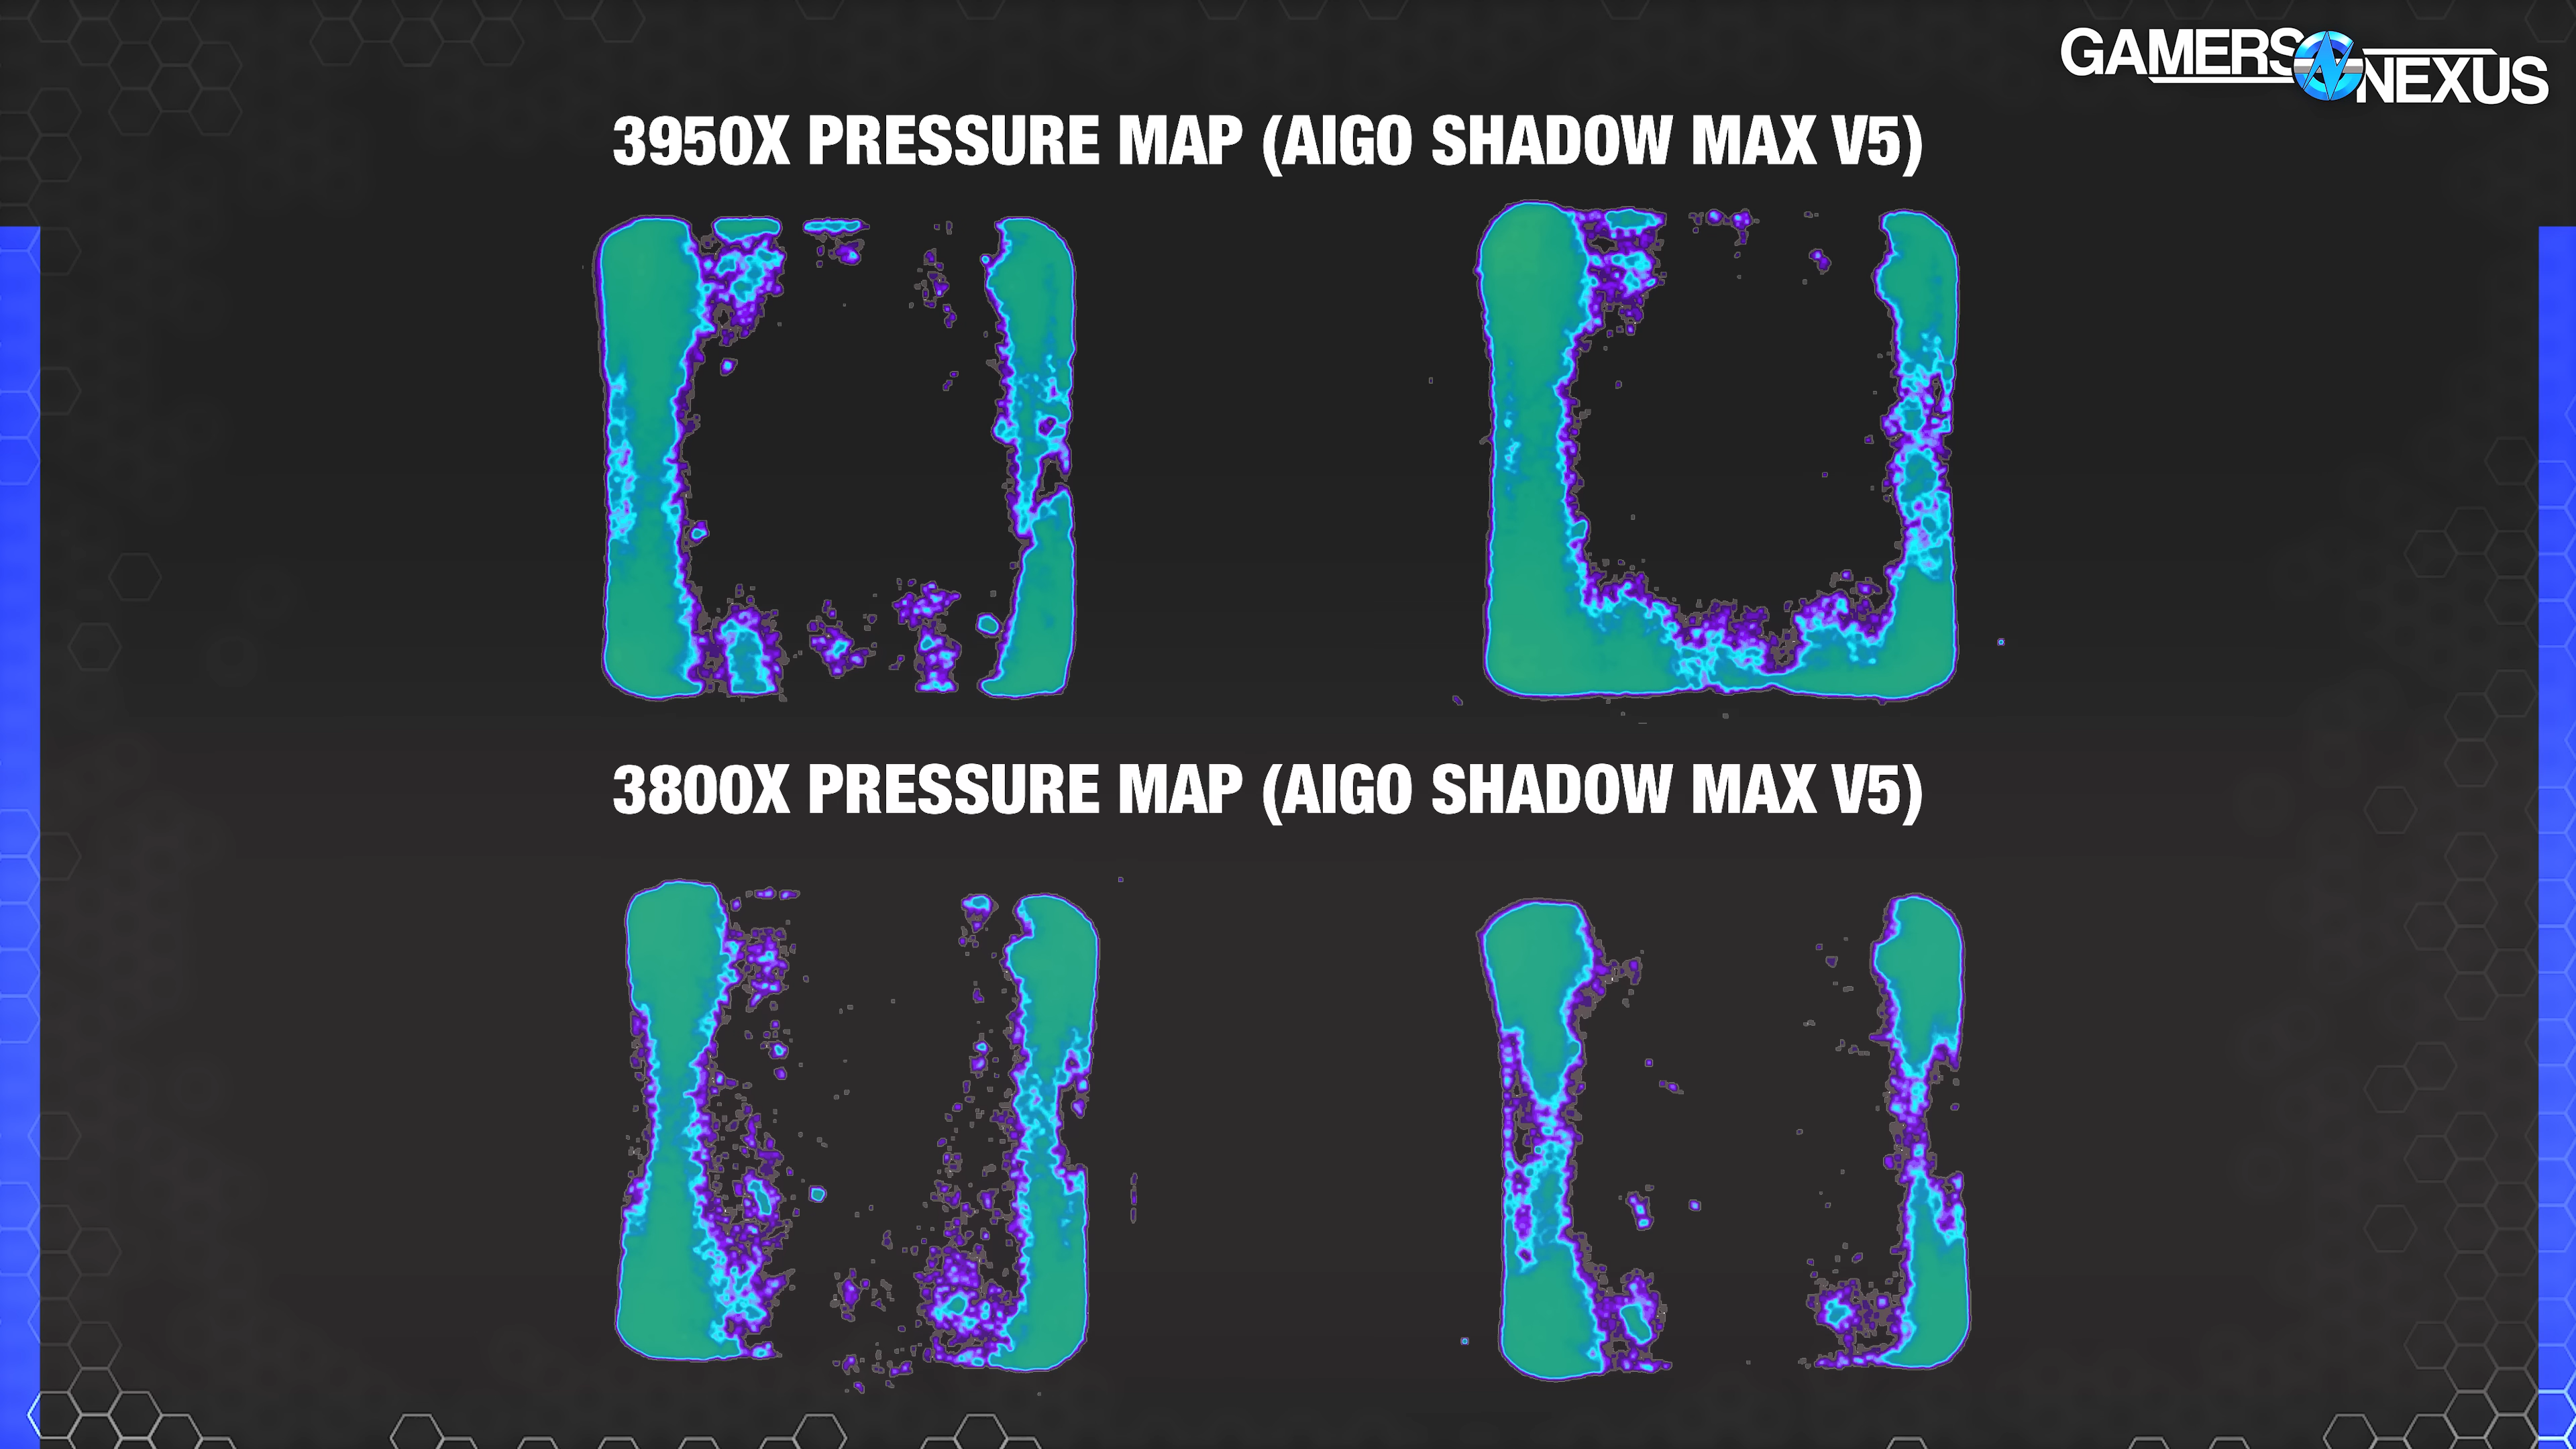 GAMERS NEXUS
3950X PRESSURE MAP (AIGO SHADOW MAX V5)
3800X PRESSURE MAP (AIGO SHADOW MAX V5)